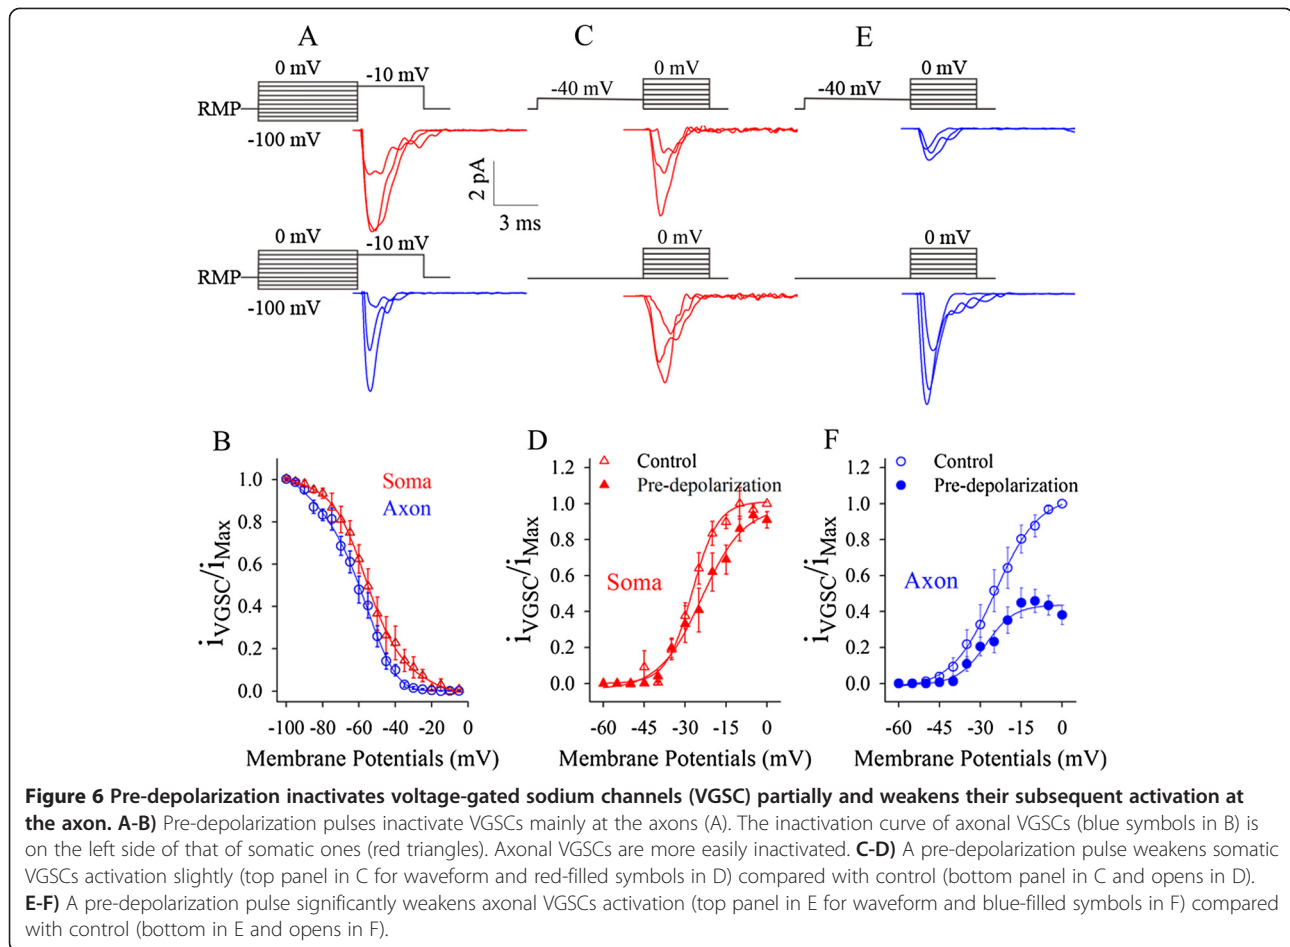 A
C
E
0 mV
-10 mV
RMP
-100 mV
-40 mV
0 mV
-40 mV
0 mV
2 pA
3 ms
0 mV
-10 mV
RMP
-100 mV
0 mV
0 mV
B
Soma
Axon
iVGSC/iMax
1.0
0.8
0.6
0.4
0.2
0.0
-100 -80 -60 -40 -20 0
Membrane Potentials (mV)
D
Control
Pre-depolarization
Soma
iVGSC/iMax
1.2
1.0
0.8
0.6
0.4
0.2
0.0
-60 -45 -30 -15 0
Membrane Potentials (mV)
F
Control
Pre-depolarization
Axon
iVGSC/iMax
1.2
1.0
0.8
0.6
0.4
0.2
0.0
-60 -45 -30 -15 0
Membrane Potentials (mV)
Figure 6 Pre-depolarization inactivates voltage-gated sodium channels (VGSC) partially and weakens their subsequent activation at
the axon. A-B) Pre-depolarization pulses inactivate VGSCs mainly at the axons (A). The inactivation curve of axonal VGSCs (blue symbols in B) is
on the left side of that of somatic ones (red triangles). Axonal VGSCs are more easily inactivated. C-D) A pre-depolarization pulse weakens somatic
VGSCs activation slightly (top panel in C for waveform and red-filled symbols in D) compared with control (bottom panel in C and opens in D).
E-F) A pre-depolarization pulse significantly weakens axonal VGSCs activation (top panel in E for waveform and blue-filled symbols in F) compared
with control (bottom in E and opens in F).